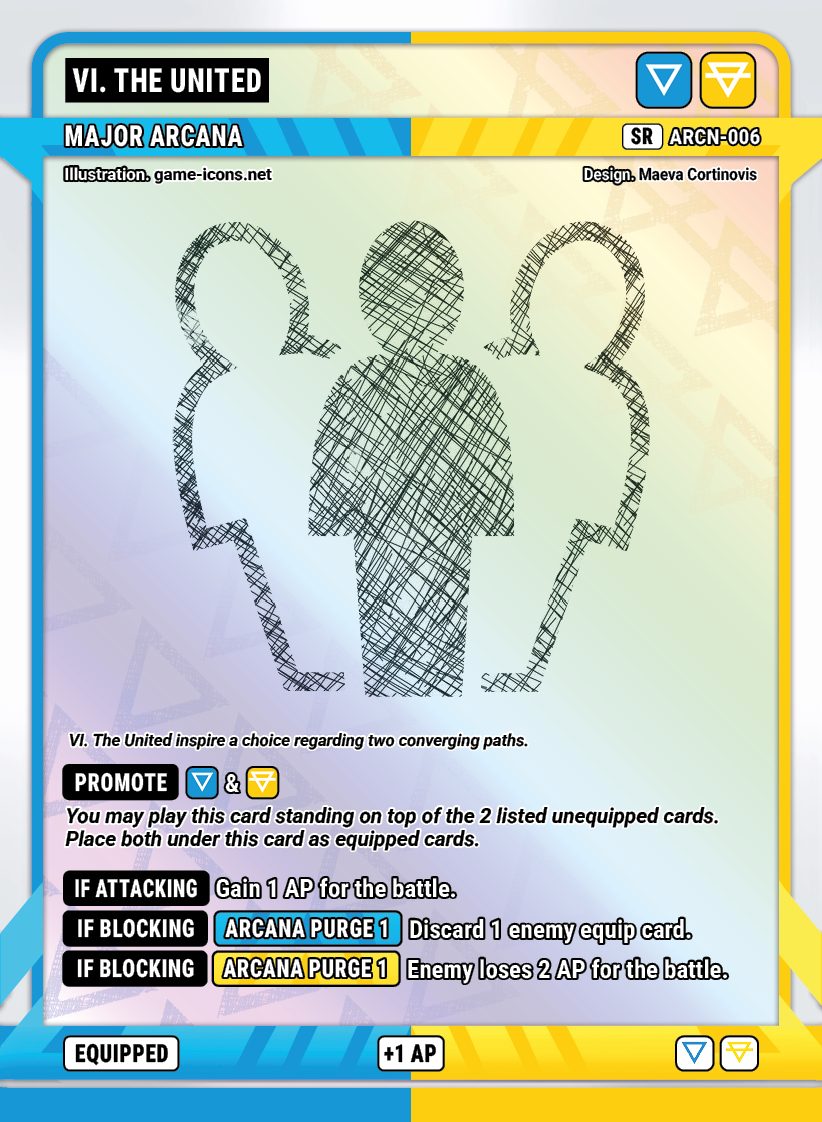 VI. THE UNITED
MAJOR ARCANA
SR ARCN-006
Illustration. game-icons.net
Design. Maeva Cortinovis
VI. The United inspire a choice regarding two converging paths.
PROMOTE &
You may play this card standing on top of the 2 listed unequipped cards.
Place both under this card as equipped cards.
IF ATTACKING Gain 1 AP for the battle.
IF BLOCKING ARCANA PURGE 1 Discard 1 enemy equip card.
IF BLOCKING ARCANA PURGE 1 Enemy loses 2 AP for the battle.
EQUIPPED +1 AP